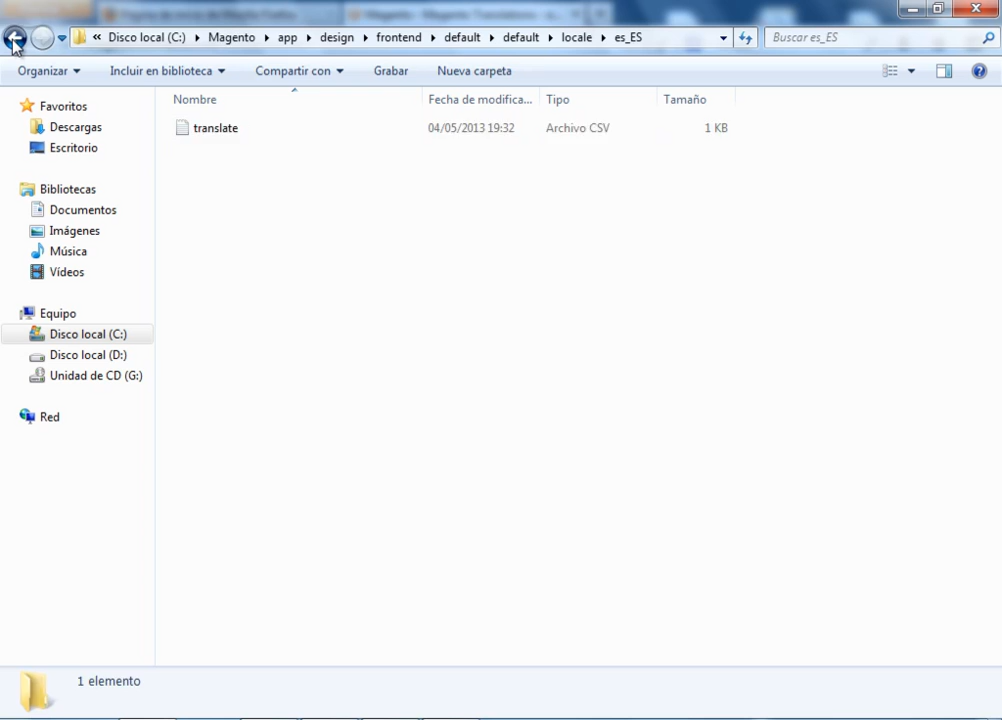 « Disco local (C:) ▸ Magento ▸ app ▸ design ▸ frontend ▸ default ▸ default ▸ locale ▸ es_ES
Buscar es_ES
Organizar Incluir en biblioteca Compartir con Grabar Nueva carpeta
Nombre Fecha de modifica... Tipo Tamaño
translate 04/05/2013 19:32 Archivo CSV 1 KB
Favoritos
Descargas
Escritorio
Bibliotecas
Documentos
Imágenes
Música
Vídeos
Equipo
Disco local (C:)
Disco local (D:)
Unidad de CD (G:)
Red
1 elemento